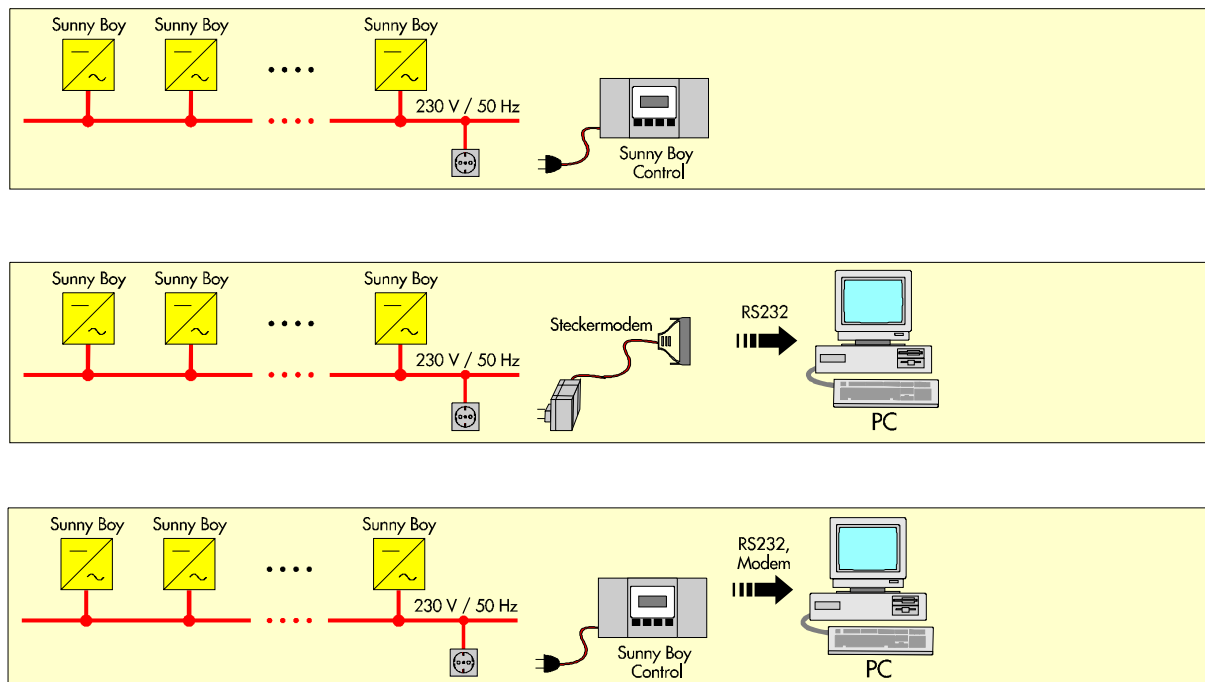 Sunny Boy Sunny Boy Sunny Boy
230 V / 50 Hz
Sunny Boy
Control
Sunny Boy Sunny Boy Sunny Boy
Steckermodem
RS232
230 V / 50 Hz
PC
Sunny Boy Sunny Boy Sunny Boy
RS232,
Modem
230 V / 50 Hz
Sunny Boy
Control
PC